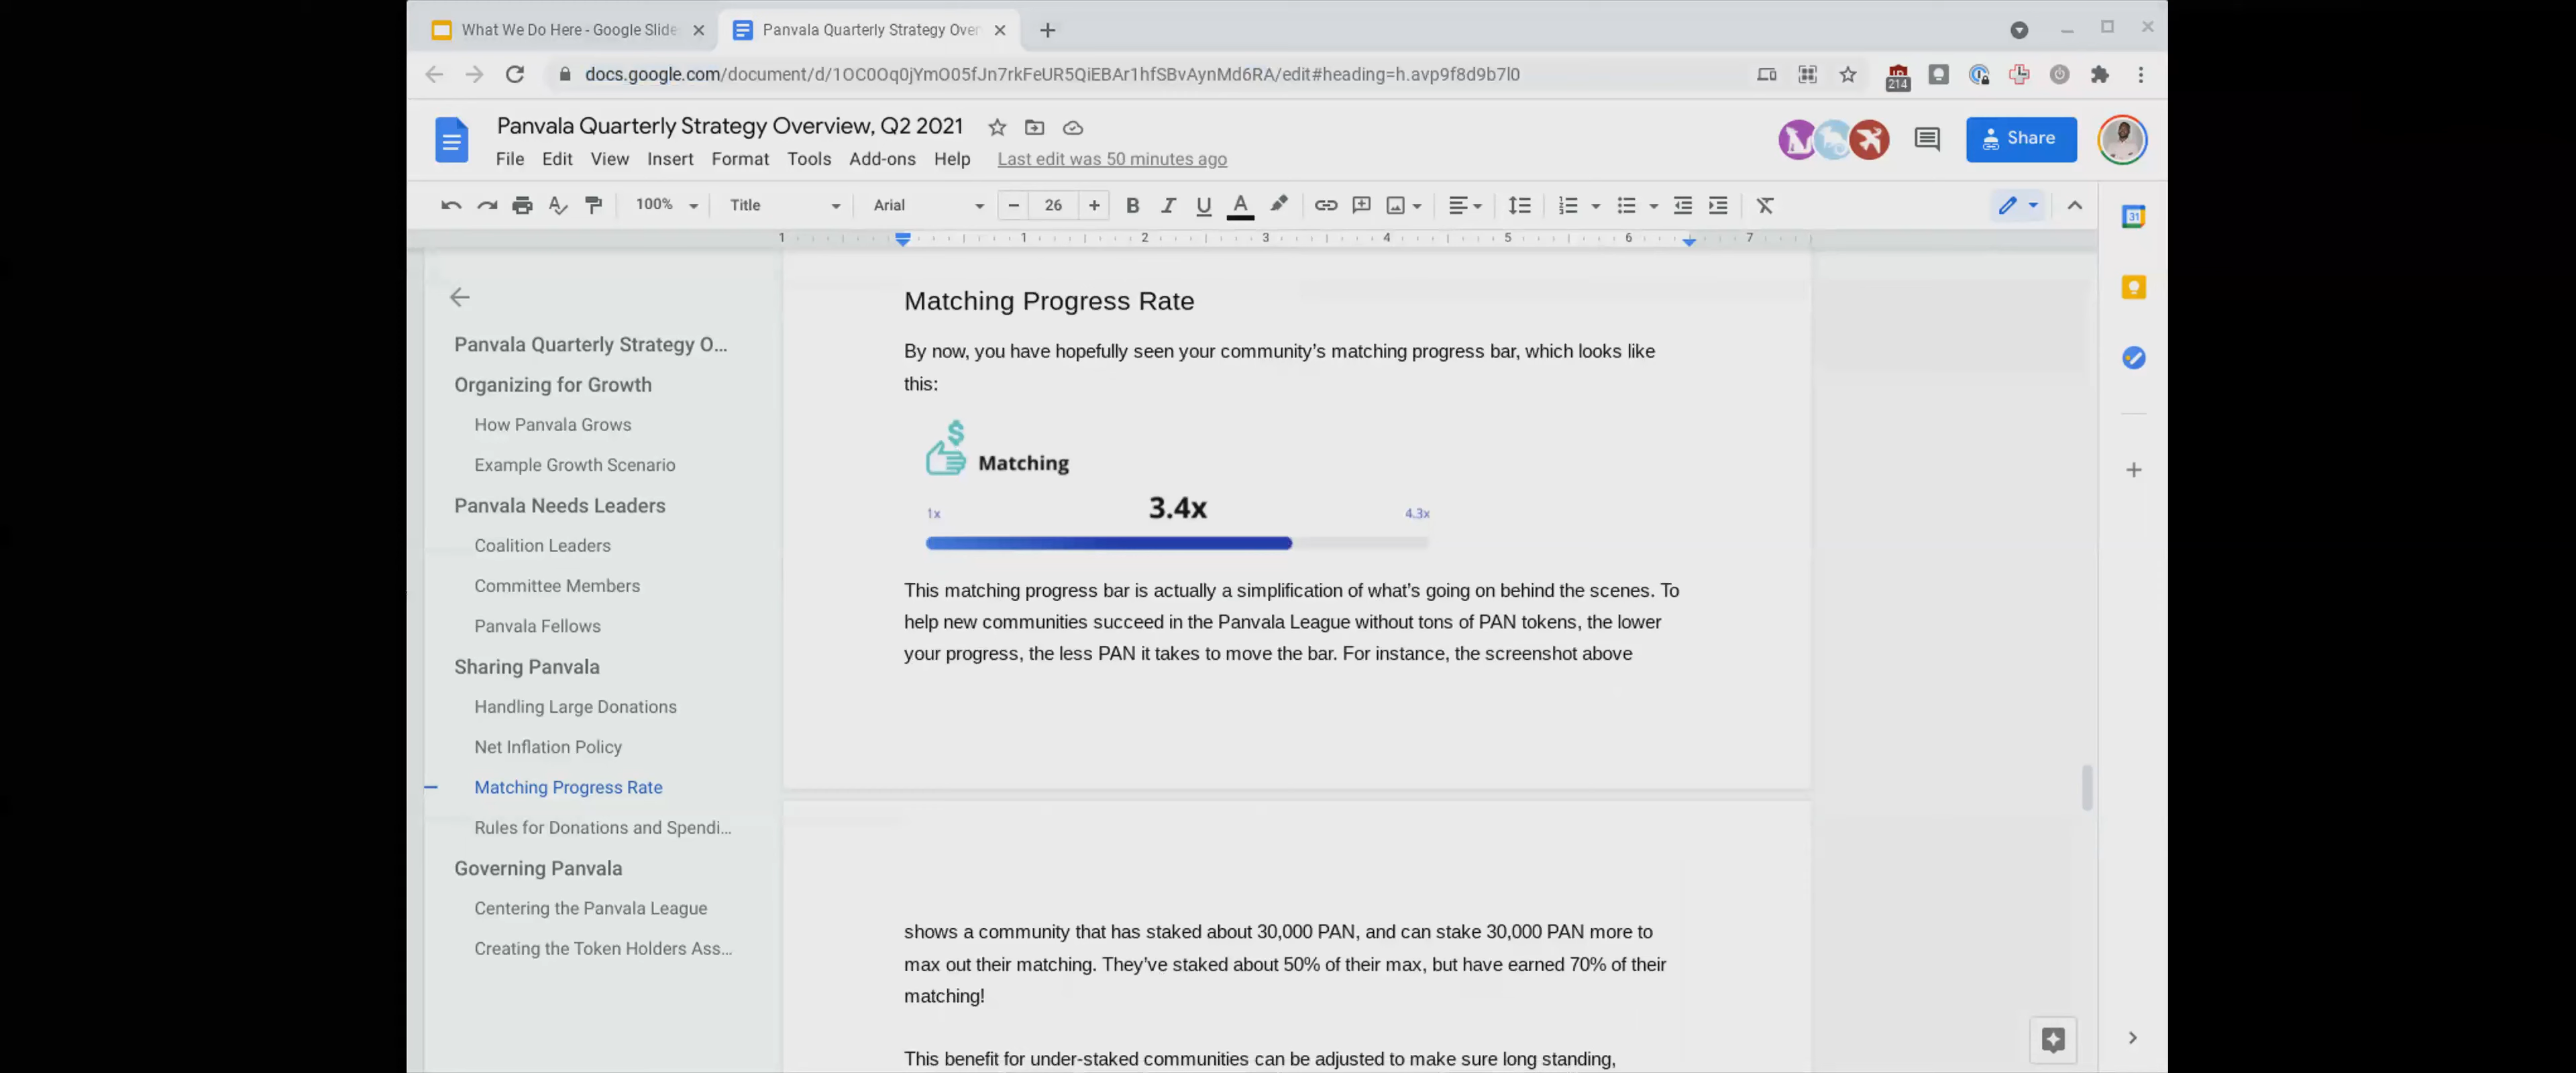 What We Do Here - Google Slide
Panvala Quarterly Strategy Over
docs.google.com/document/d/1OC0Oq0jYmO05fJn7rkFeUR5QiEBAr1hfSBvAynMd6RA/edit#heading=h.avp9f8d9b7l0
214
Panvala Quarterly Strategy Overview, Q2 2021
File Edit View Insert Format Tools Add-ons Help Last edit was 50 minutes ago
Share
100% Title Arial 26
1 1 2 3 4 5 6 7
31
Panvala Quarterly Strategy O...
Organizing for Growth
How Panvala Grows
Example Growth Scenario
Panvala Needs Leaders
Coalition Leaders
Committee Members
Panvala Fellows
Sharing Panvala
Handling Large Donations
Net Inflation Policy
Matching Progress Rate
Rules for Donations and Spendi...
Governing Panvala
Centering the Panvala League
Creating the Token Holders Ass...
Matching Progress Rate
By now, you have hopefully seen your community's matching progress bar, which looks like
this:
Matching
1x 3.4x 4.3x
This matching progress bar is actually a simplification of what's going on behind the scenes. To
help new communities succeed in the Panvala League without tons of PAN tokens, the lower
your progress, the less PAN it takes to move the bar. For instance, the screenshot above
shows a community that has staked about 30,000 PAN, and can stake 30,000 PAN more to
max out their matching. They've staked about 50% of their max, but have earned 70% of their
matching!
This benefit for under-staked communities can be adjusted to make sure long standing,